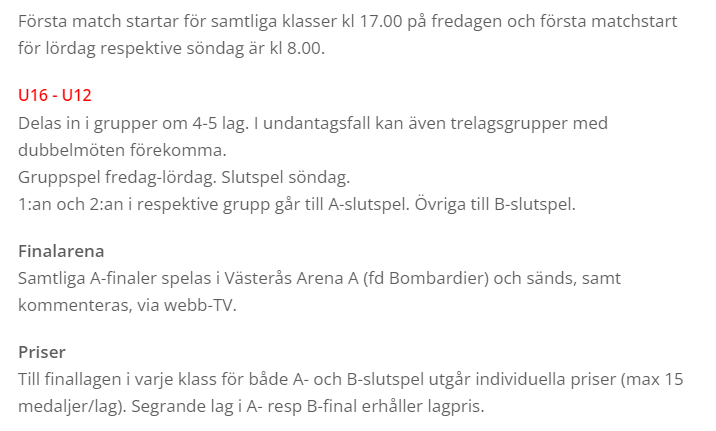 Första match startar för samtliga klasser kl 17.00 på fredagen och första matchstart
för lördag respektive söndag är kl 8.00.
U16 - U12
Delas in i grupper om 4-5 lag. I undantagsfall kan även trelagsgrupper med
dubbelmöten förekomma.
Gruppspel fredag-lördag. Slutspel söndag.
1:an och 2:an i respektive grupp går till A-slutspel. Övriga till B-slutspel.
Finalarena
Samtliga A-finaler spelas i Västerås Arena A (fd Bombardier) och sänds, samt
kommenteras, via webb-TV.
Priser
Till finallagen i varje klass för både A- och B-slutspel utgår individuella priser (max 15
medaljer/lag). Segrande lag i A- resp B-final erhåller lagpris.